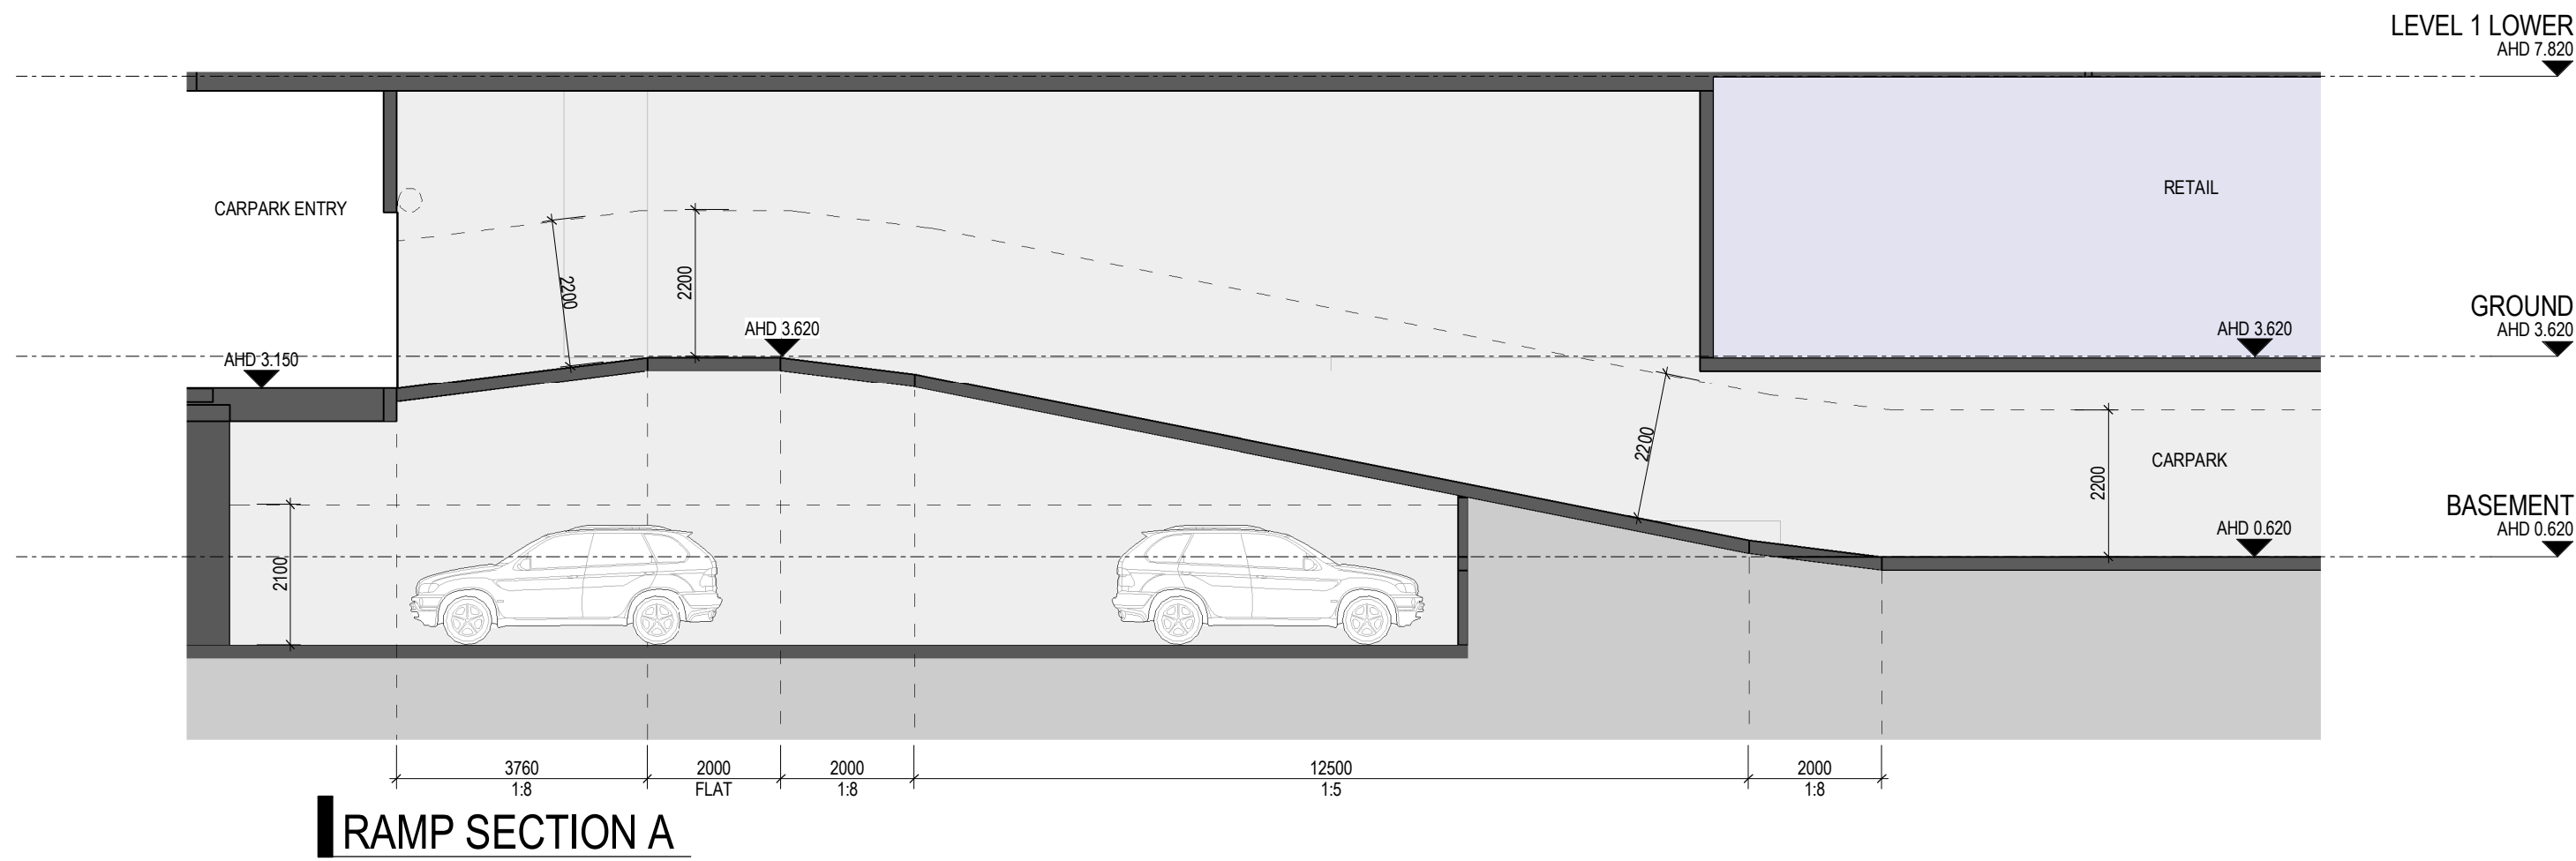 LEVEL 1 LOWER
AHD 7.820
CARPARK ENTRY
RETAIL
2200
2200
AHD 3.620
GROUND
AHD 3.620
AHD 3.620
AHD 3.150
2200
CARPARK
2200
BASEMENT
AHD 0.620
AHD 0.620
2100
3760
2000
2000
12500
2000
1:8
FLAT
1:8
1:5
1:8
RAMP SECTION A